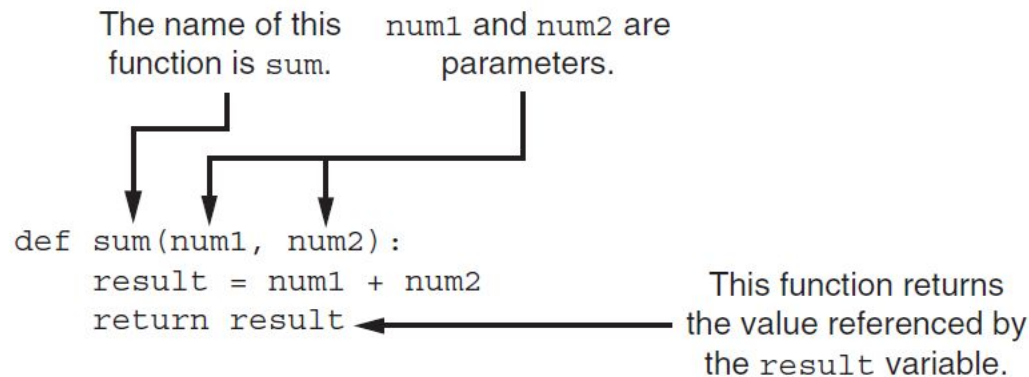 The name of this
function is sum.
num1 and num2 are
parameters.
def sum(num1, num2):
result = num1 + num2
return result
This function returns
the value referenced by
the result variable.